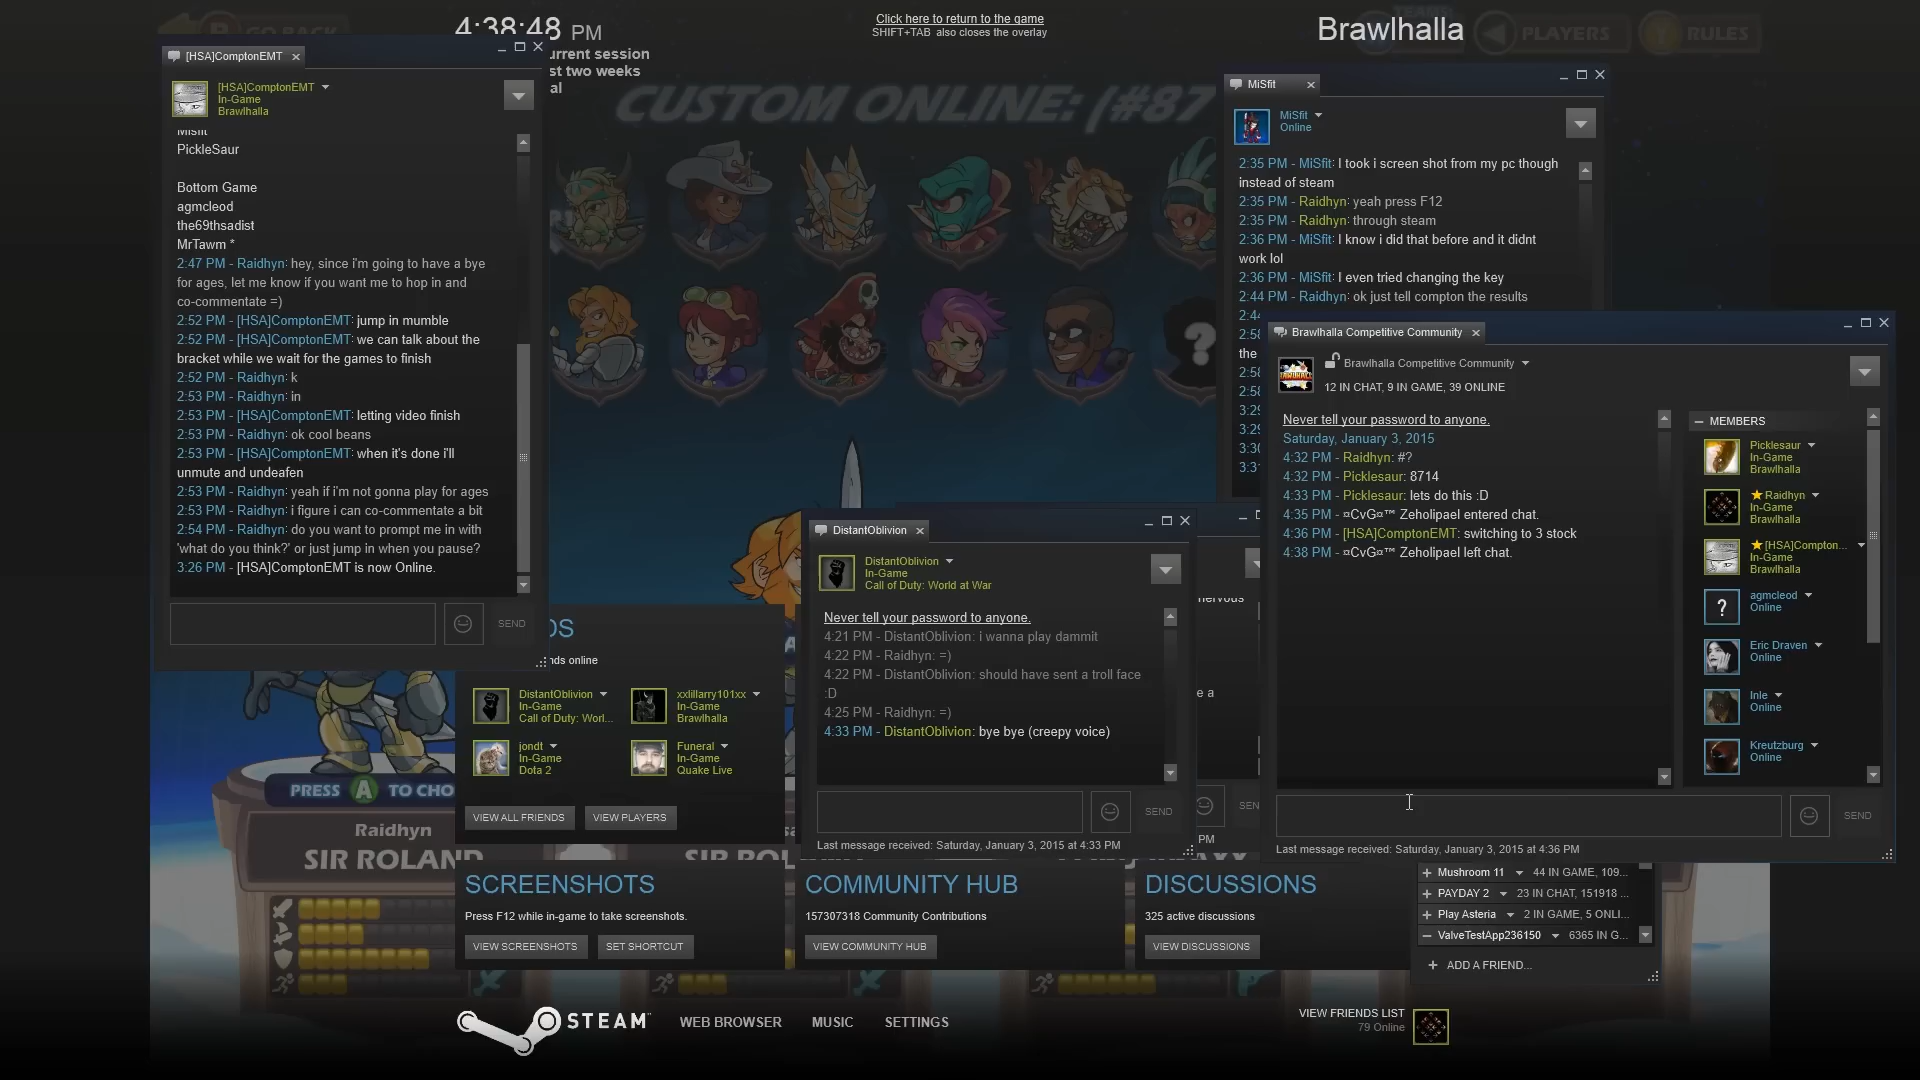 4:38:48 PM
Click here to return to the game
SHIFT+TAB also closes the overlay
Brawlhalla
GO BACK
PLAYERS
RULES
urrent session
st two weeks
al
CUSTOM ONLINE: (#87
[HSA]ComptonEMT
[HSA]ComptonEMT
In-Game
Brawlhalla
Misfit
PickleSaur
Bottom Game
agmcleod
the69thsadist
MrTawm *
2:47 PM - Raidhyn: hey, since i'm going to have a bye
for ages, let me know if you want me to hop in and
co-commentate =)
2:52 PM - [HSA]ComptonEMT: jump in mumble
2:52 PM - [HSA]ComptonEMT: we can talk about the
bracket while we wait for the games to finish
2:52 PM - Raidhyn: k
2:53 PM - Raidhyn: in
2:53 PM - [HSA]ComptonEMT: letting video finish
2:53 PM - Raidhyn: ok cool beans
2:53 PM - [HSA]ComptonEMT: when it's done i'll
unmute and undeafen
2:53 PM - Raidhyn: yeah if i'm not gonna play for ages
2:53 PM - Raidhyn: i figure i can co-commentate a bit
2:54 PM - Raidhyn: do you want to prompt me in with
'what do you think?' or just jump in when you pause?
3:26 PM - [HSA]ComptonEMT is now Online.
SEND
MiSfit
MiSfit
Online
2:35 PM - MiSfit: I took i screen shot from my pc though
instead of steam
2:35 PM - Raidhyn: yeah press F12
2:35 PM - Raidhyn: through steam
2:36 PM - MiSfit: I know i did that before and it didnt
work lol
2:36 PM - MiSfit: I even tried changing the key
2:44 PM - Raidhyn: ok just tell compton the results
2:44
2:58
the
2:58
2:58
3:29
3:29
3:30
3:31
Brawlhalla Competitive Community
Brawlhalla Competitive Community
12 IN CHAT, 9 IN GAME, 39 ONLINE
Never tell your password to anyone.
Saturday, January 3, 2015
4:32 PM - Raidhyn: #?
4:32 PM - Picklesaur: 8714
4:33 PM - Picklesaur: lets do this :D
4:35 PM - ¤CvG¤™ Zeholipael entered chat.
4:36 PM - [HSA]ComptonEMT: switching to 3 stock
4:38 PM - ¤CvG¤™ Zeholipael left chat.
MEMBERS
Picklesaur
In-Game
Brawlhalla
Raidhyn
In-Game
Brawlhalla
[HSA]Compton...
In-Game
Brawlhalla
agmcleod
Online
Eric Draven
Online
Inle
Online
Kreutzburg
Online
SEND
Last message received: Saturday, January 3, 2015 at 4:36 PM
DistantOblivion
DistantOblivion
In-Game
Call of Duty: World at War
Never tell your password to anyone.
4:21 PM - DistantOblivion: i wanna play dammit
4:22 PM - Raidhyn: =)
4:22 PM - DistantOblivion: should have sent a troll face
:D
4:25 PM - Raidhyn: =)
4:33 PM - DistantOblivion: bye bye (creepy voice)
SEND
Last message received: Saturday, January 3, 2015 at 4:33 PM
nervous
e a
SEN
PM
DS
nds online
DistantOblivion
In-Game
Call of Duty: Worl...
xxlillarry101xx
In-Game
Brawlhalla
jondt
In-Game
Dota 2
Funeral
In-Game
Quake Live
VIEW ALL FRIENDS
VIEW PLAYERS
PRESS A TO CHO
Raidhyn
SIR ROLAND
SIR ROL
SCREENSHOTS
Press F12 while in-game to take screenshots.
VIEW SCREENSHOTS
SET SHORTCUT
COMMUNITY HUB
157307318 Community Contributions
VIEW COMMUNITY HUB
DISCUSSIONS
325 active discussions
VIEW DISCUSSIONS
Mushroom 11 44 IN GAME, 109...
PAYDAY 2 23 IN CHAT, 151918 ...
Play Asteria 2 IN GAME, 5 ONLI...
ValveTestApp236150 6365 IN G...
ADD A FRIEND...
STEAM
WEB BROWSER
MUSIC
SETTINGS
VIEW FRIENDS LIST
79 Online